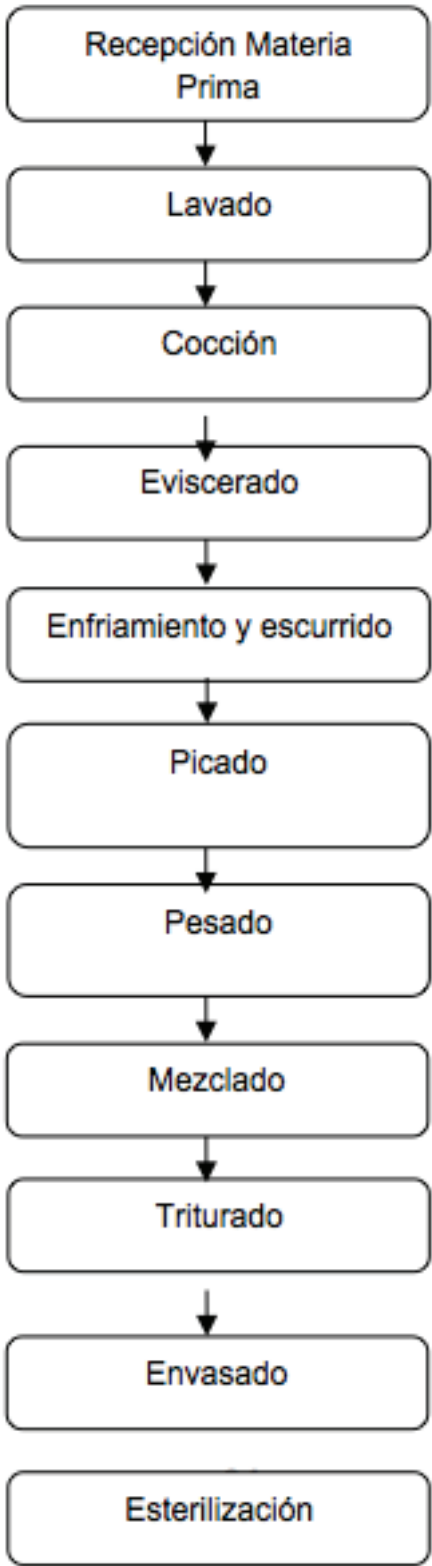 Recepción Materia
Prima
Lavado
Cocción
Eviscerado
Enfriamiento y escurrido
Picado
Pesado
Mezclado
Triturado
Envasado
Esterilización